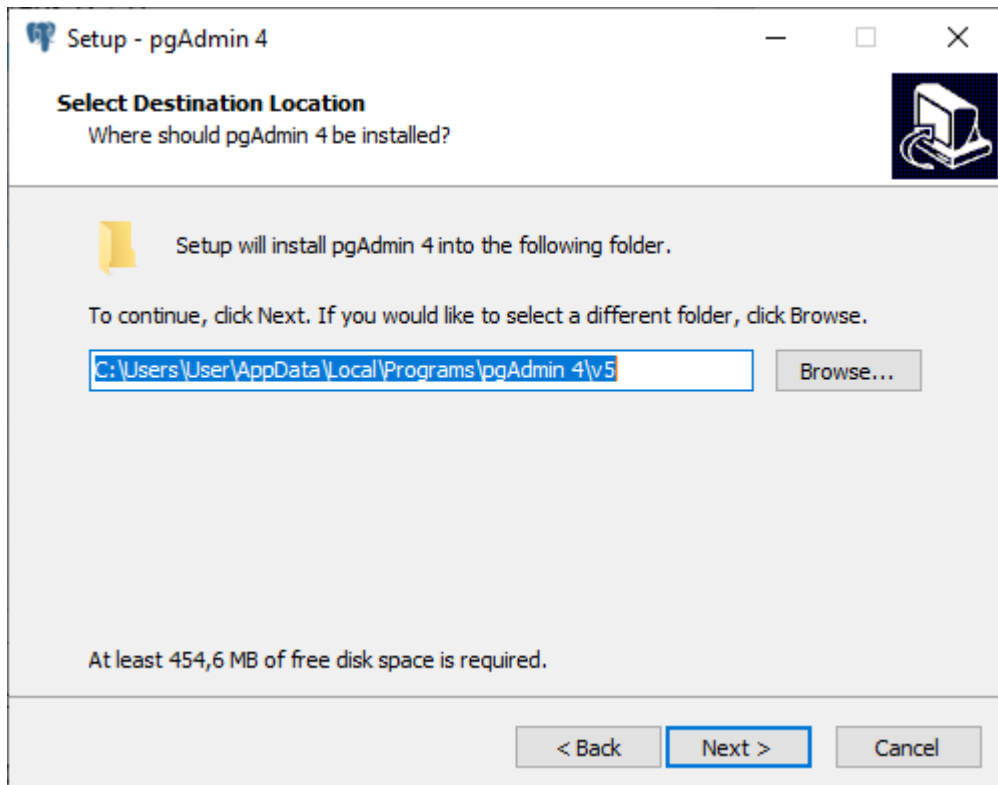 Setup - pgAdmin 4
Select Destination Location
Where should pgAdmin 4 be installed?
Setup will install pgAdmin 4 into the following folder.
To continue, click Next. If you would like to select a different folder, click Browse.
C:\Users\User\AppData\Local\Programs\pgAdmin 4\v5
Browse...
At least 454,6 MB of free disk space is required.
< Back
Next >
Cancel